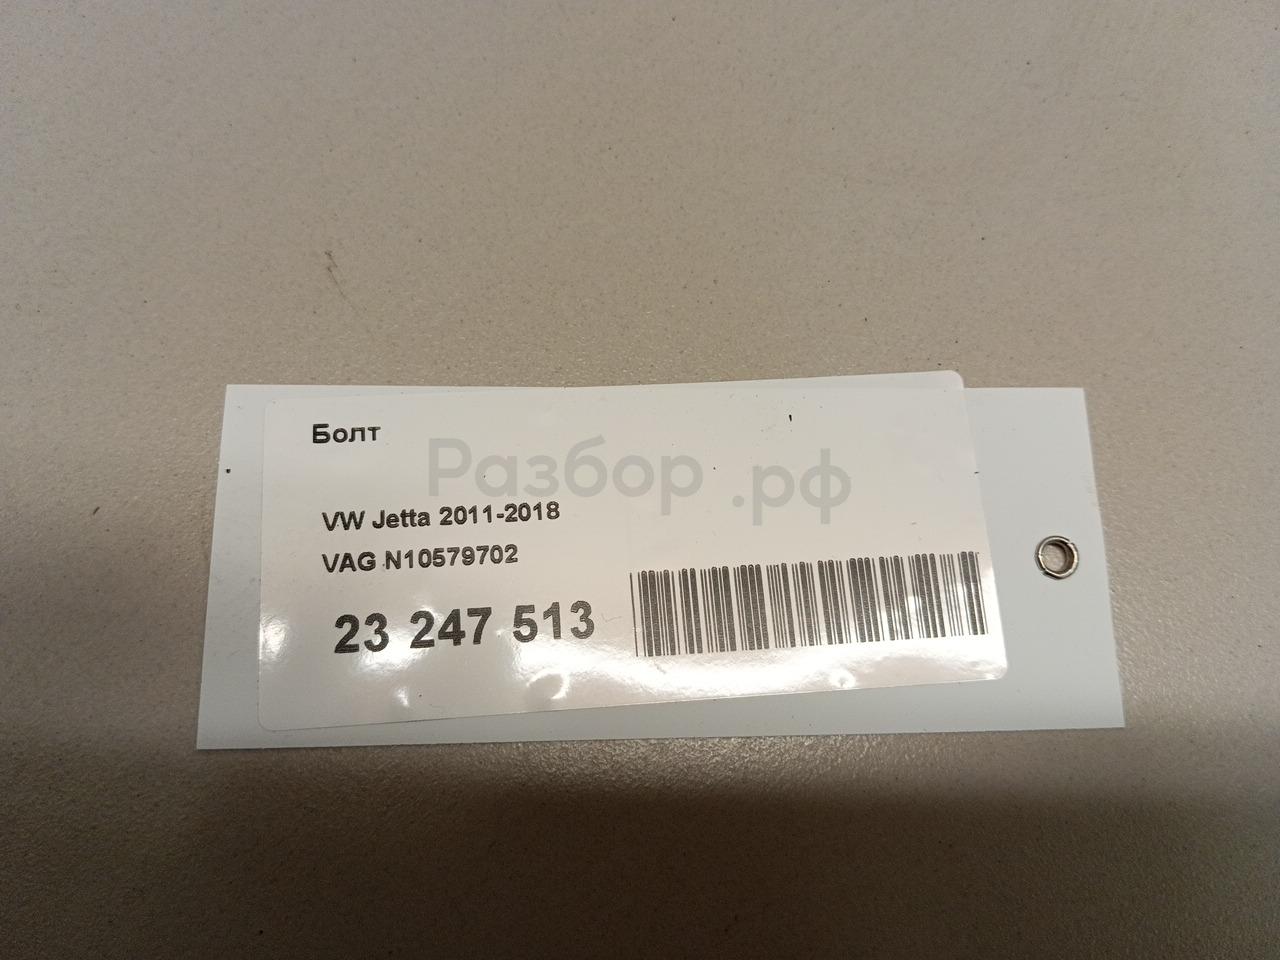 Болт
Разбор .рф
VW Jetta 2011-2018
VAG N10579702
23 247 513